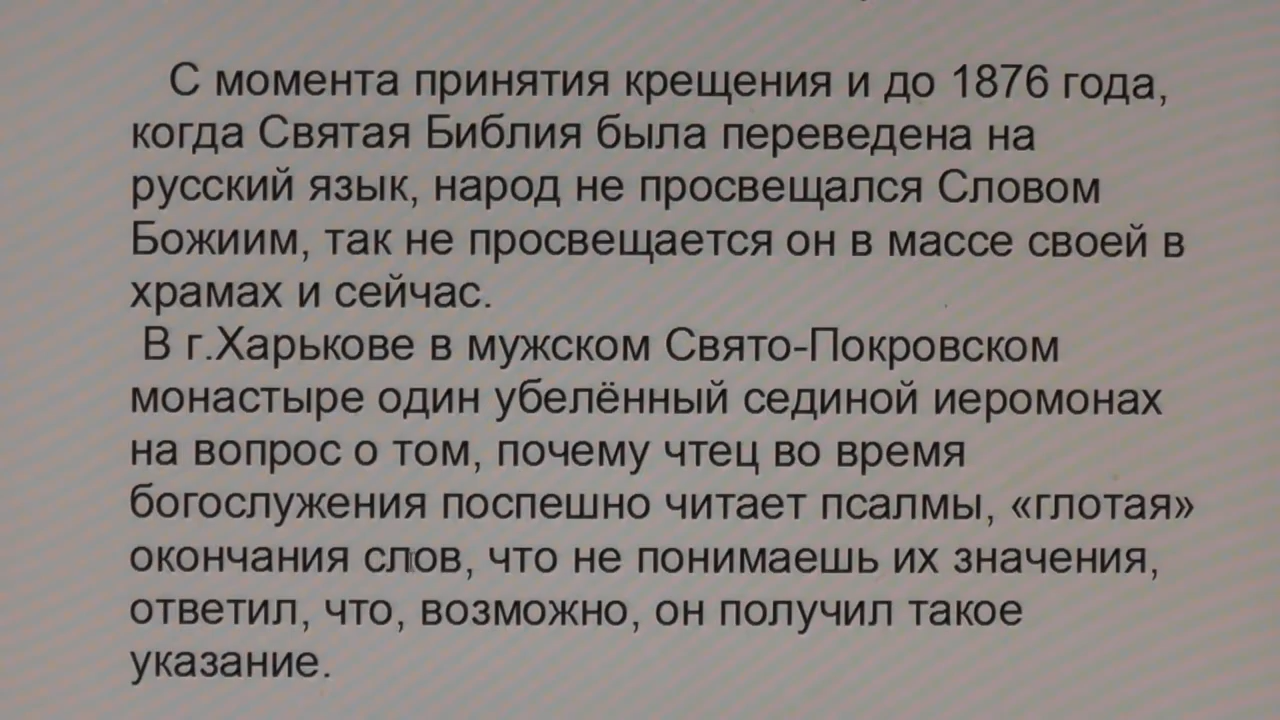 С момента принятия крещения и до 1876 года,
когда Святая Библия была переведена на
русский язык, народ не просвещался Словом
Божиим, так не просвещается он в массе своей в
храмах и сейчас.
В г.Харькове в мужском Свято-Покровском
монастыре один убелённый сединой иеромонах
на вопрос о том, почему чтец во время
богослужения поспешно читает псалмы, «глотая»
окончания слов, что не понимаешь их значения,
ответил, что, возможно, он получил такое
указание.